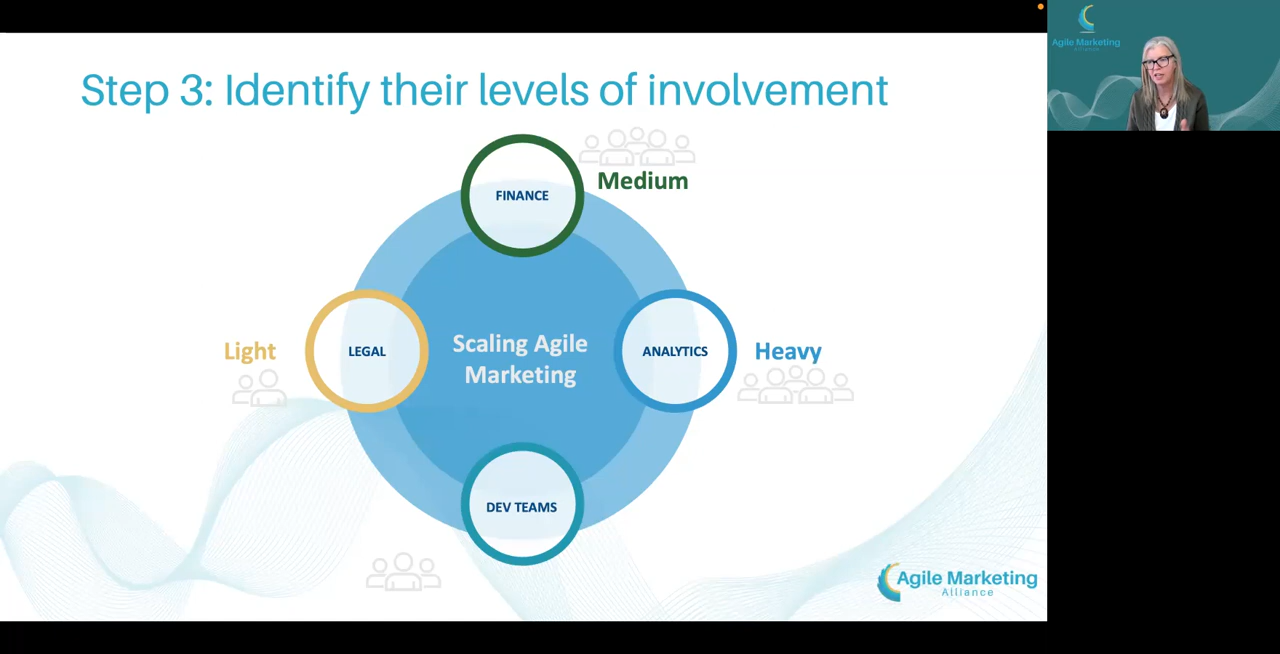 Step 3: Identify their levels of involvement
FINANCE
Medium
Light
LEGAL
Scaling Agile
Marketing
ANALYTICS
Heavy
DEV TEAMS
Agile Marketing
Alliance
Agile Marketing
Alliance